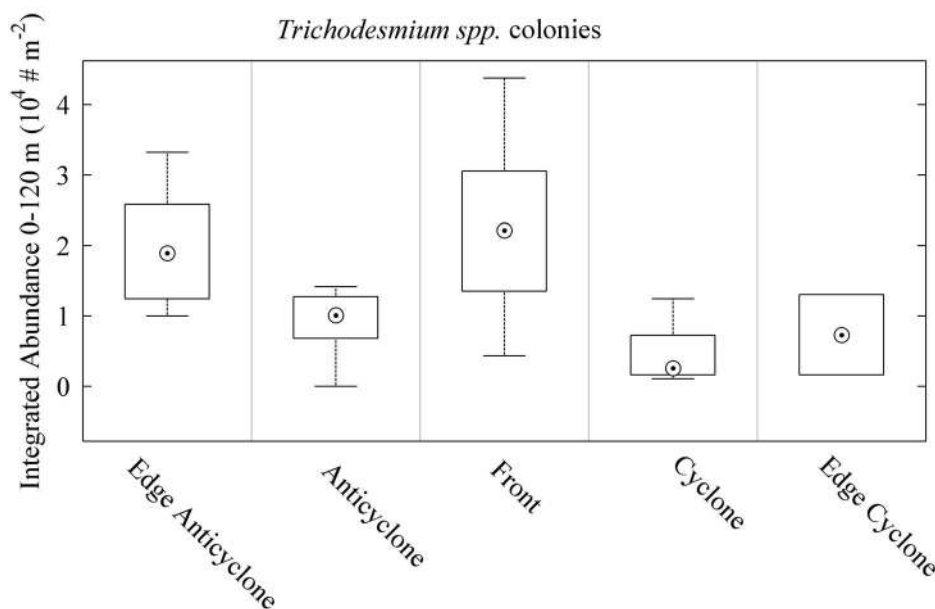 Trichodesmium spp. colonies
Integrated Abundance 0-120 m (10⁴ # m⁻²)
4
3
2
1
0
Edge Anticyclone
Anticyclone
Front
Cyclone
Edge Cyclone